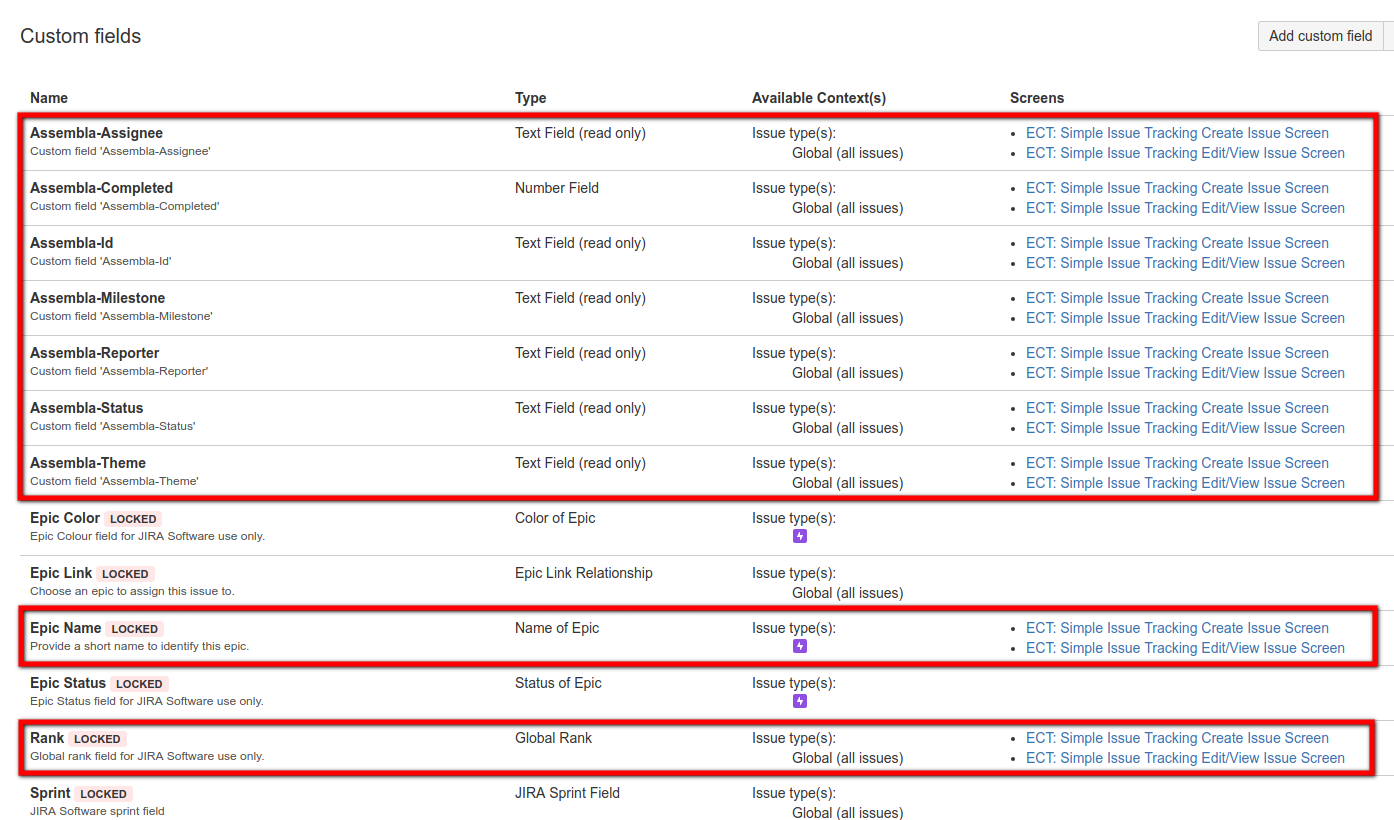 Custom fields
Add custom field
Name Type Available Context(s) Screens
Assembla-Assignee Text Field (read only) Issue type(s): • ECT: Simple Issue Tracking Create Issue Screen
Custom field 'Assembla-Assignee' Global (all issues) • ECT: Simple Issue Tracking Edit/View Issue Screen
Assembla-Completed Number Field Issue type(s): • ECT: Simple Issue Tracking Create Issue Screen
Custom field 'Assembla-Completed' Global (all issues) • ECT: Simple Issue Tracking Edit/View Issue Screen
Assembla-Id Text Field (read only) Issue type(s): • ECT: Simple Issue Tracking Create Issue Screen
Custom field 'Assembla-Id' Global (all issues) • ECT: Simple Issue Tracking Edit/View Issue Screen
Assembla-Milestone Text Field (read only) Issue type(s): • ECT: Simple Issue Tracking Create Issue Screen
Custom field 'Assembla-Milestone' Global (all issues) • ECT: Simple Issue Tracking Edit/View Issue Screen
Assembla-Reporter Text Field (read only) Issue type(s): • ECT: Simple Issue Tracking Create Issue Screen
Custom field 'Assembla-Reporter' Global (all issues) • ECT: Simple Issue Tracking Edit/View Issue Screen
Assembla-Status Text Field (read only) Issue type(s): • ECT: Simple Issue Tracking Create Issue Screen
Custom field 'Assembla-Status' Global (all issues) • ECT: Simple Issue Tracking Edit/View Issue Screen
Assembla-Theme Text Field (read only) Issue type(s): • ECT: Simple Issue Tracking Create Issue Screen
Custom field 'Assembla-Theme' Global (all issues) • ECT: Simple Issue Tracking Edit/View Issue Screen
Epic Color LOCKED Color of Epic Issue type(s):
Epic Colour field for JIRA Software use only.
Epic Link LOCKED Epic Link Relationship Issue type(s):
Choose an epic to assign this issue to. Global (all issues)
Epic Name LOCKED Name of Epic Issue type(s): • ECT: Simple Issue Tracking Create Issue Screen
Provide a short name to identify this epic. • ECT: Simple Issue Tracking Edit/View Issue Screen
Epic Status LOCKED Status of Epic Issue type(s):
Epic Status field for JIRA Software use only.
Rank LOCKED Global Rank Issue type(s): • ECT: Simple Issue Tracking Create Issue Screen
Global rank field for JIRA Software use only. Global (all issues) • ECT: Simple Issue Tracking Edit/View Issue Screen
Sprint LOCKED JIRA Sprint Field Issue type(s):
JIRA Software sprint field Global (all issues)